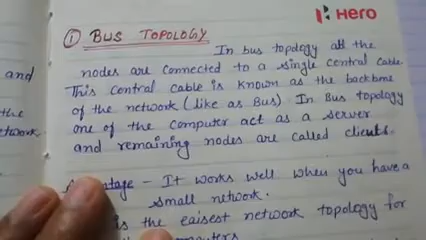 Hero
① BUS TOPOLOGY
In bus topology all the
nodes are connected to a single central cable.
This central cable is known as the backbone
of the network (like as Bus) In Bus topology
one of the computer act as a server
and remaining nodes are called clients.
- It works well when you have a
small network.
is the eaisest network topology for
computers
and
the